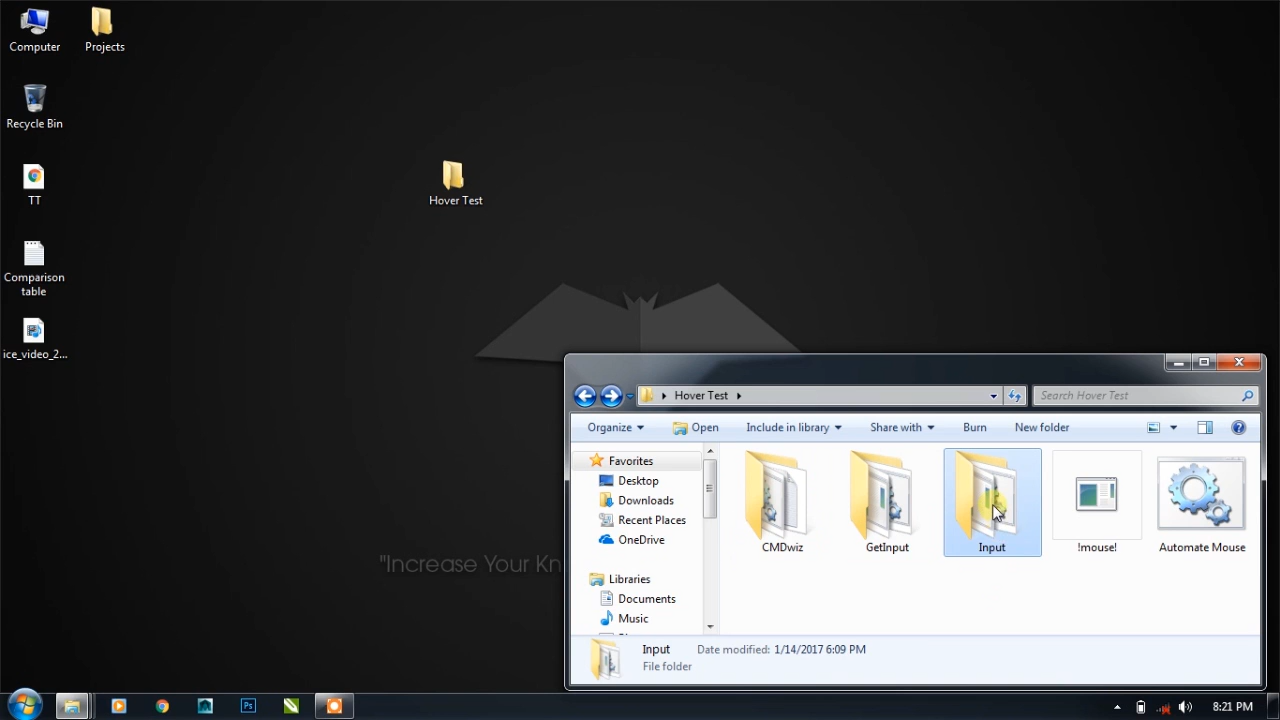 Computer
Projects
Recycle Bin
TT
Hover Test
Comparison
table
ice_video_2...
"Increase Your Kn
Hover Test
Search Hover Test
Organize
Open
Include in library
Share with
Burn
New folder
Favorites
Desktop
Downloads
Recent Places
OneDrive
Libraries
Documents
Music
CMDwiz
GetInput
Input
!mouse!
Automate Mouse
Input
Date modified: 1/14/2017 6:09 PM
File folder
Ps
8:21 PM